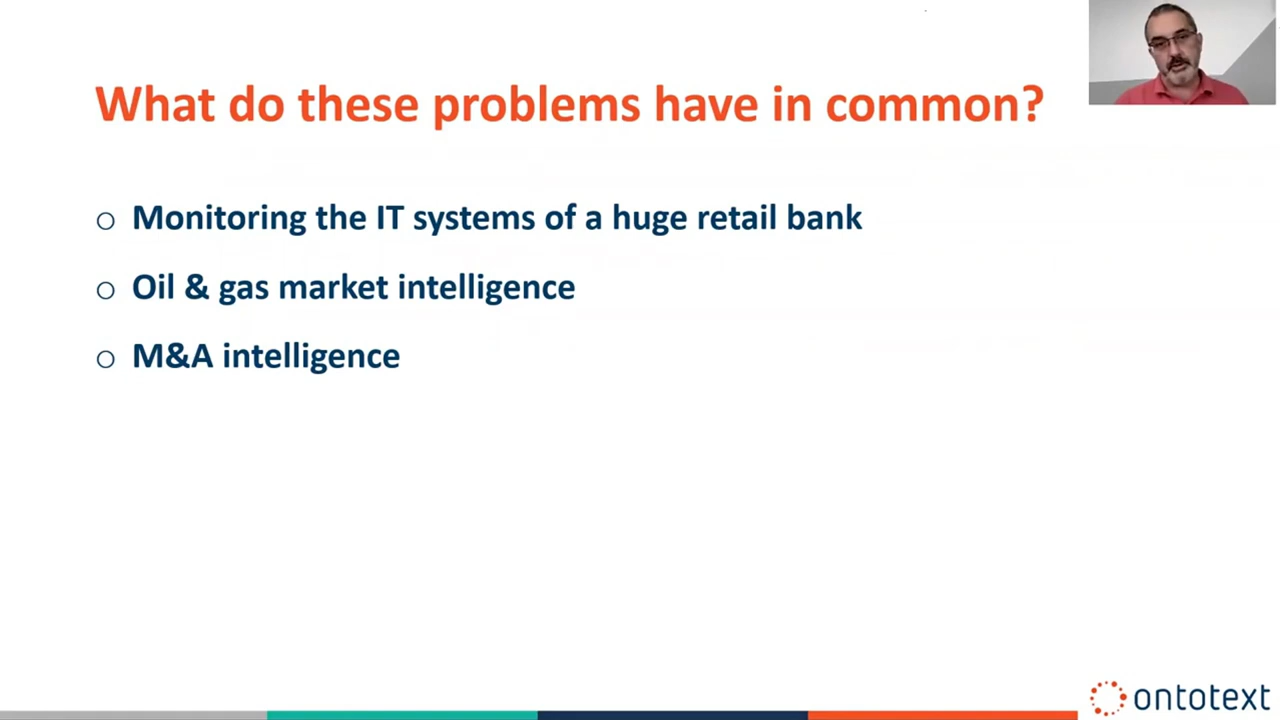 What do these problems have in common?
Monitoring the IT systems of a huge retail bank
Oil & gas market intelligence
M&A intelligence
ontotext